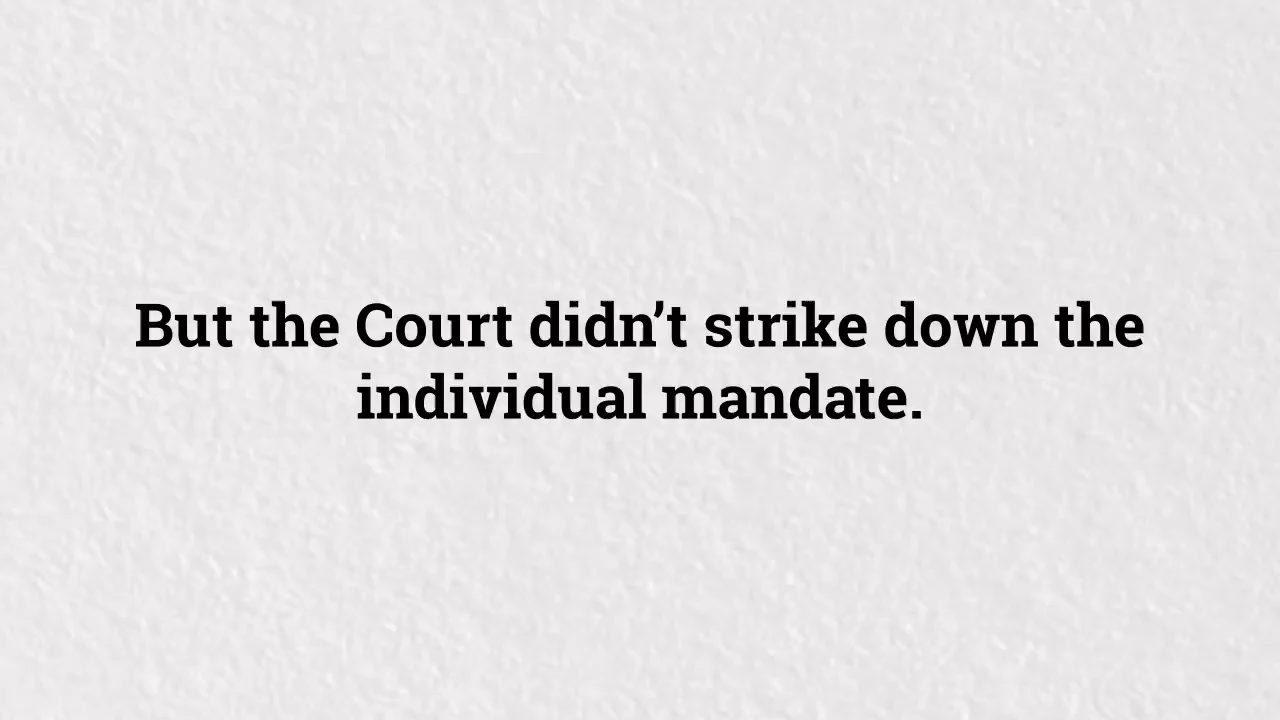 But the Court didn’t strike down the
individual mandate.